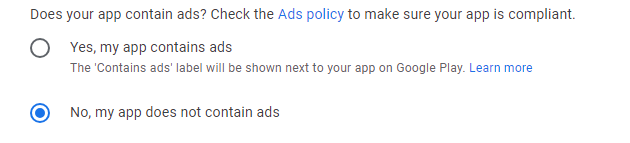 Does your app contain ads? Check the Ads policy to make sure your app is compliant.
Yes, my app contains ads
The 'Contains ads' label will be shown next to your app on Google Play. Learn more
No, my app does not contain ads